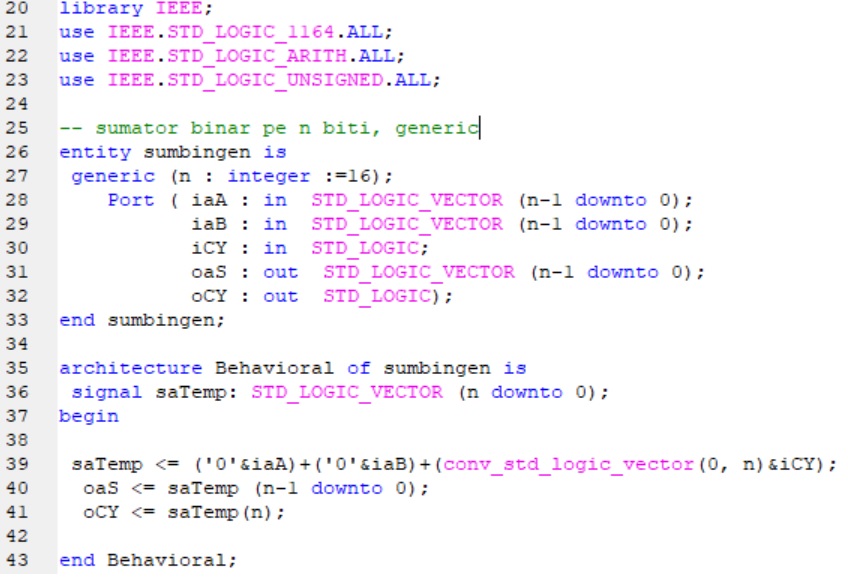 20 library IEEE;
21 use IEEE.STD_LOGIC_1164.ALL;
22 use IEEE.STD_LOGIC_ARITH.ALL;
23 use IEEE.STD_LOGIC_UNSIGNED.ALL;
24
25 -- sumator binar pe n biti, generic
26 entity sumbingen is
27  generic (n : integer :=16);
28     Port ( iaA : in  STD_LOGIC_VECTOR (n-1 downto 0);
29            iaB : in  STD_LOGIC_VECTOR (n-1 downto 0);
30            iCY : in  STD_LOGIC;
31            oaS : out  STD_LOGIC_VECTOR (n-1 downto 0);
32            oCY : out  STD_LOGIC);
33 end sumbingen;
34
35 architecture Behavioral of sumbingen is
36  signal saTemp: STD_LOGIC_VECTOR (n downto 0);
37 begin
38
39  saTemp <= ('0'&iaA)+('0'&iaB)+(conv_std_logic_vector(0, n)&iCY);
40   oaS <= saTemp (n-1 downto 0);
41   oCY <= saTemp(n);
42
43 end Behavioral;